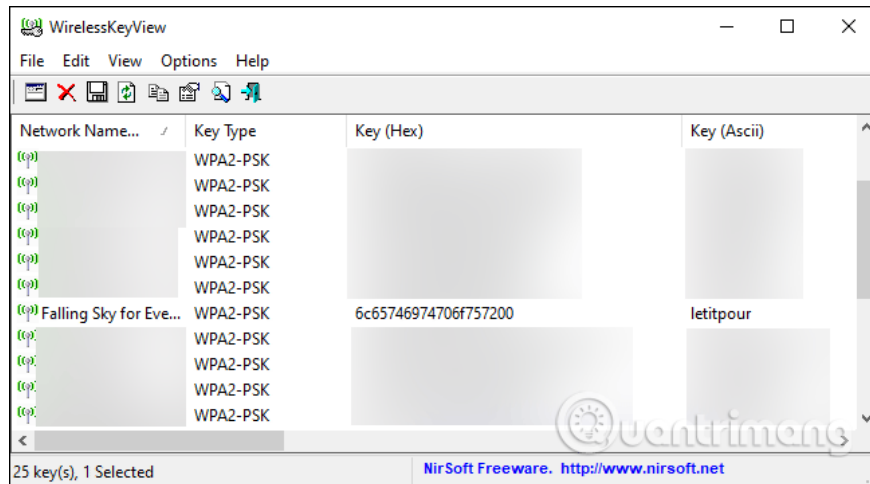 WirelessKeyView
File Edit View Options Help
Network Name... Key Type Key (Hex) Key (Ascii)
WPA2-PSK
WPA2-PSK
WPA2-PSK
WPA2-PSK
WPA2-PSK
WPA2-PSK
Falling Sky for Eve... WPA2-PSK 6c65746974706f757200 letitpour
WPA2-PSK
WPA2-PSK
WPA2-PSK
WPA2-PSK
Quantrimang
25 key(s), 1 Selected NirSoft Freeware. http://www.nirsoft.net